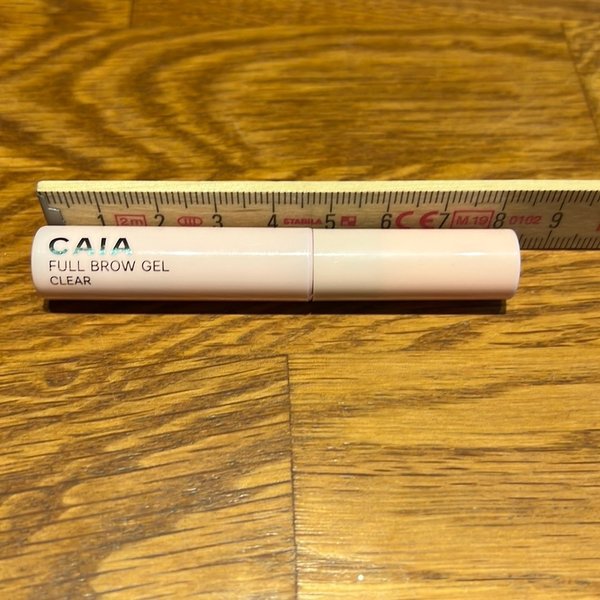 1 2m 2 III 3 4 STABILA 5 6 CE 7 M 19 8 0102 9
CAIA
FULL BROW GEL
CLEAR